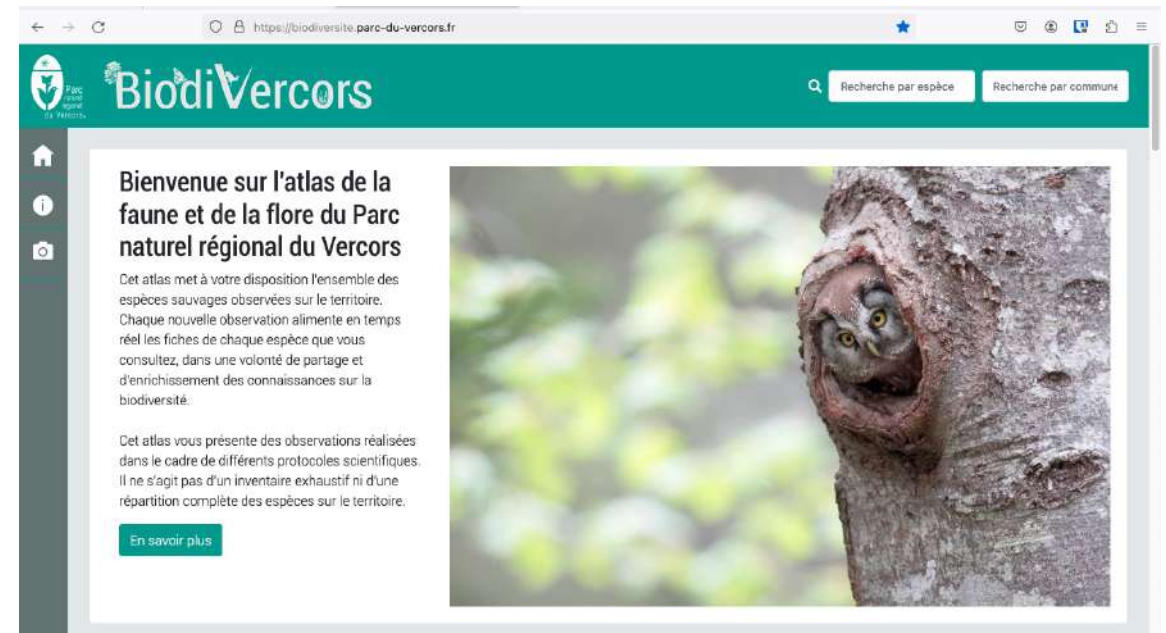 https://biodiversite.parc-du-vercors.fr
Parc
naturel
régional
du Vercors
BiodiVercors
Recherche par espèce
Recherche par commune
Bienvenue sur l'atlas de la
faune et de la flore du Parc
naturel régional du Vercors
Cet atlas met à votre disposition l'ensemble des
espèces sauvages observées sur le territoire.
Chaque nouvelle observation alimente en temps
réel les fiches de chaque espèce que vous
consultez, dans une volonté de partage et
d'enrichissement des connaissances sur la
biodiversité.
Cet atlas vous présente des observations réalisées
dans le cadre de différents protocoles scientifiques.
Il ne s'agit pas d'un inventaire exhaustif ni d'une
répartition complète des espèces sur le territoire.
En savoir plus